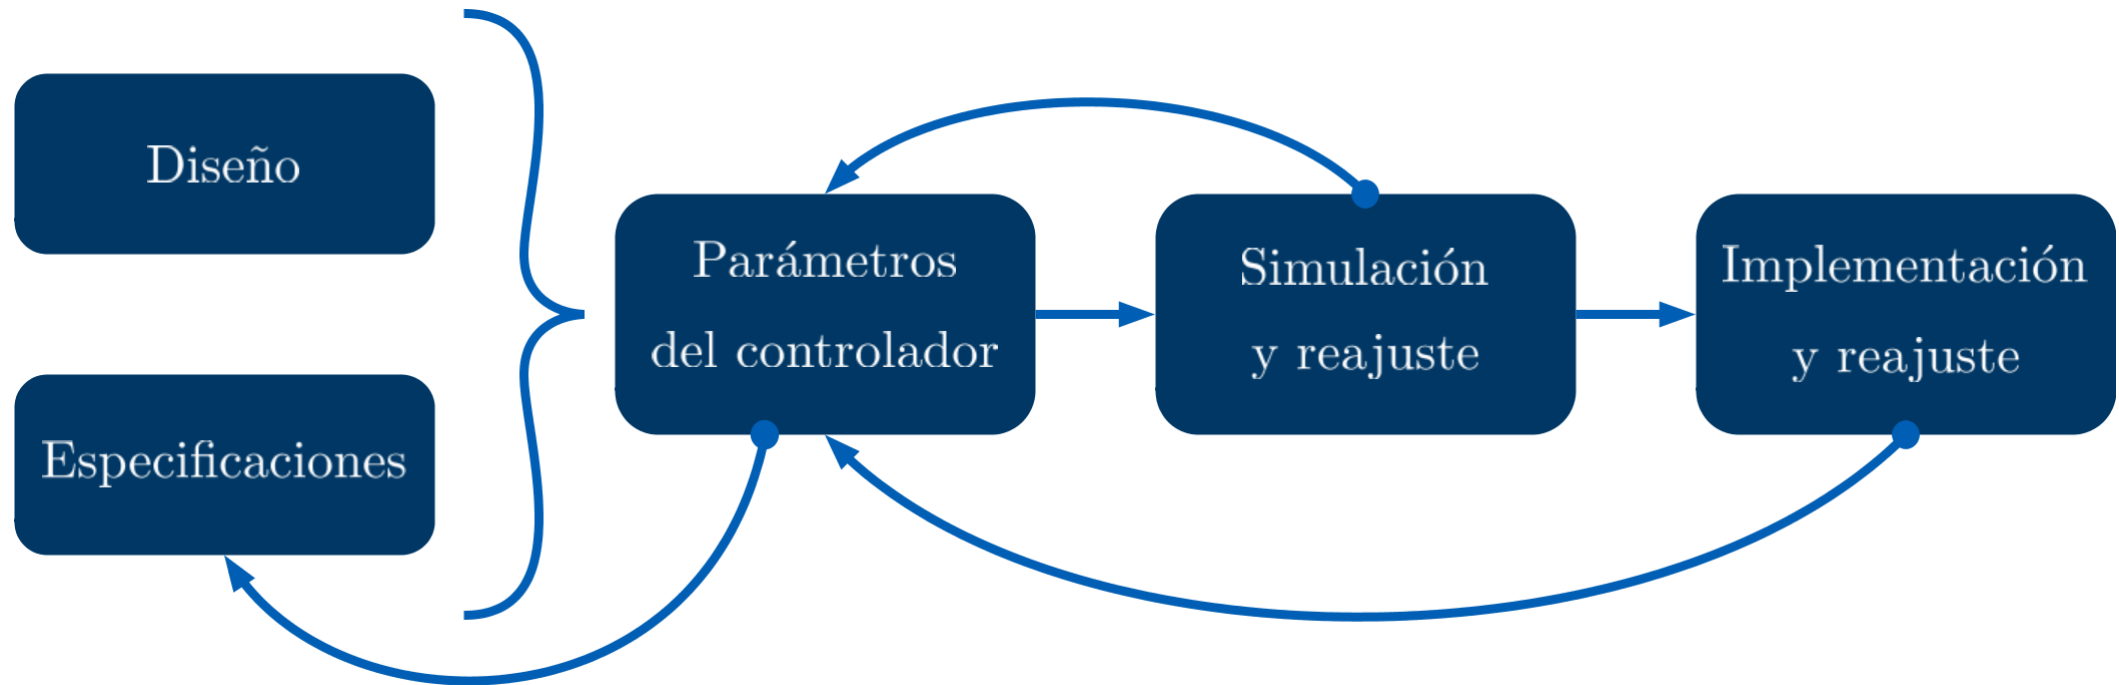 Diseño
Especificaciones
Parámetros
del controlador
Simulación
y reajuste
Implementación
y reajuste